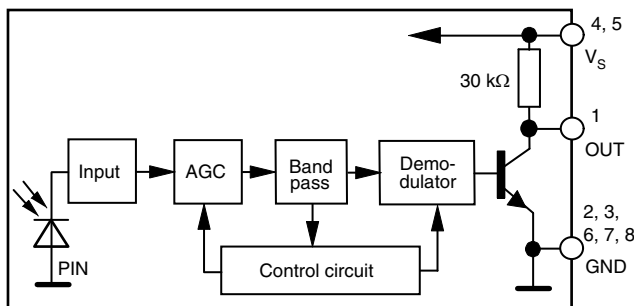 4, 5
V_S
30 kΩ
1
OUT
Input
AGC
Band
pass
Demo-
dulator
2, 3,
6, 7, 8
GND
PIN
Control circuit